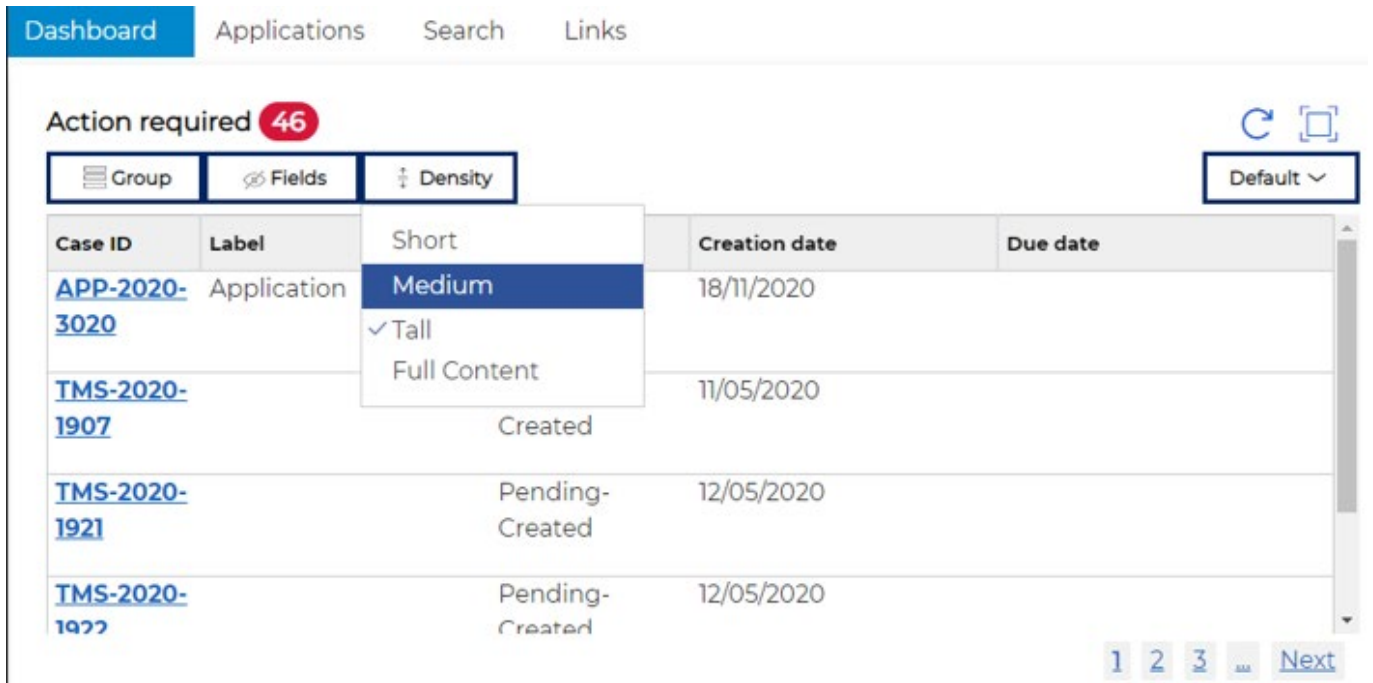 Dashboard Applications Search Links
Action required 46
Group Fields Density Default
Short
Medium
Tall
Full Content
Case ID Label Creation date Due date
APP-2020- Application 18/11/2020
3020
TMS-2020- 11/05/2020
1907 Created
TMS-2020- Pending- 12/05/2020
1921 Created
TMS-2020- Pending- 12/05/2020
1922 Created
1 2 3 ... Next